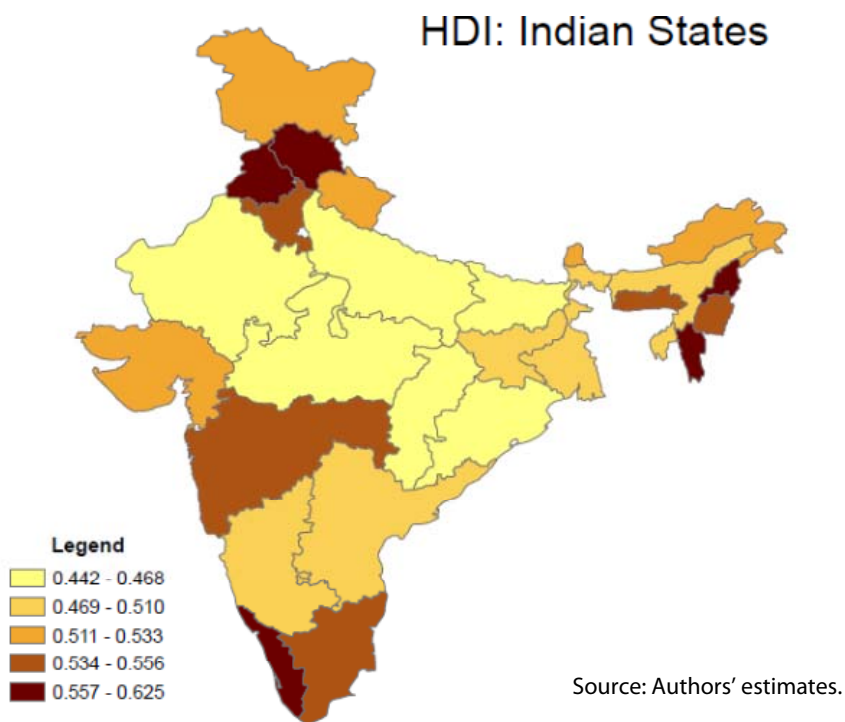 HDI: Indian States
Legend
0.442 - 0.468
0.469 - 0.510
0.511 - 0.533
0.534 - 0.556
0.557 - 0.625
Source: Authors’ estimates.